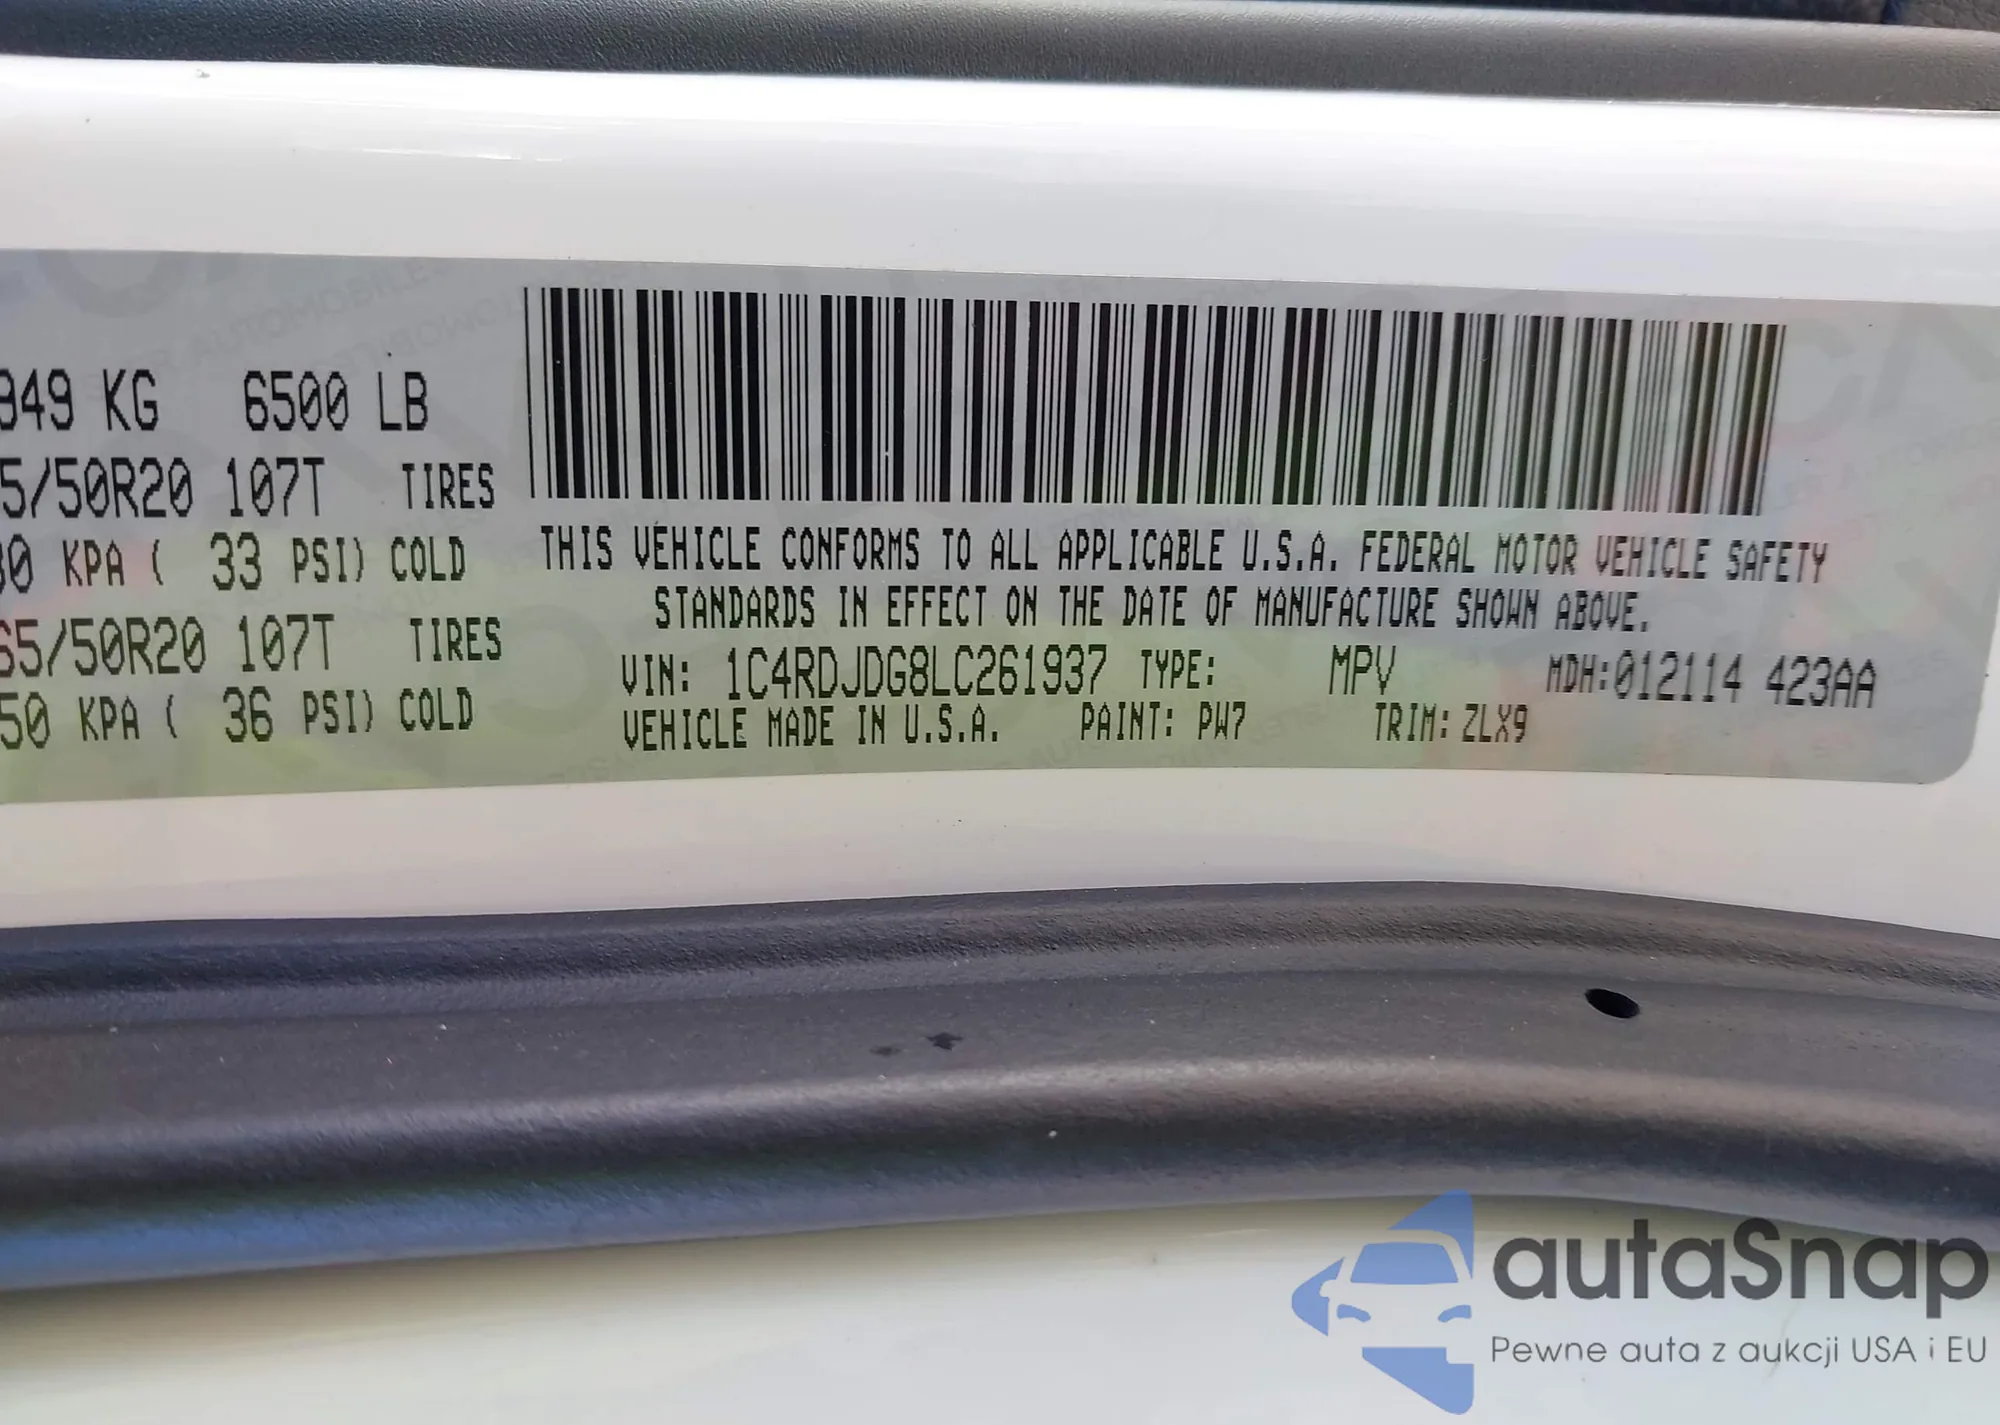 949 KG 6500 LB
5/50R20 107T TIRES
30 KPA ( 33 PSI) COLD
65/50R20 107T TIRES
50 KPA ( 36 PSI) COLD
THIS VEHICLE CONFORMS TO ALL APPLICABLE U.S.A. FEDERAL MOTOR VEHICLE SAFETY
STANDARDS IN EFFECT ON THE DATE OF MANUFACTURE SHOWN ABOVE.
VIN: 1C4RDJDG8LC261937 TYPE: MPV MDH:012114 423AA
VEHICLE MADE IN U.S.A. PAINT: PW7 TRIM: ZLX9
autaSnap
Pewne auta z aukcji USA i EU